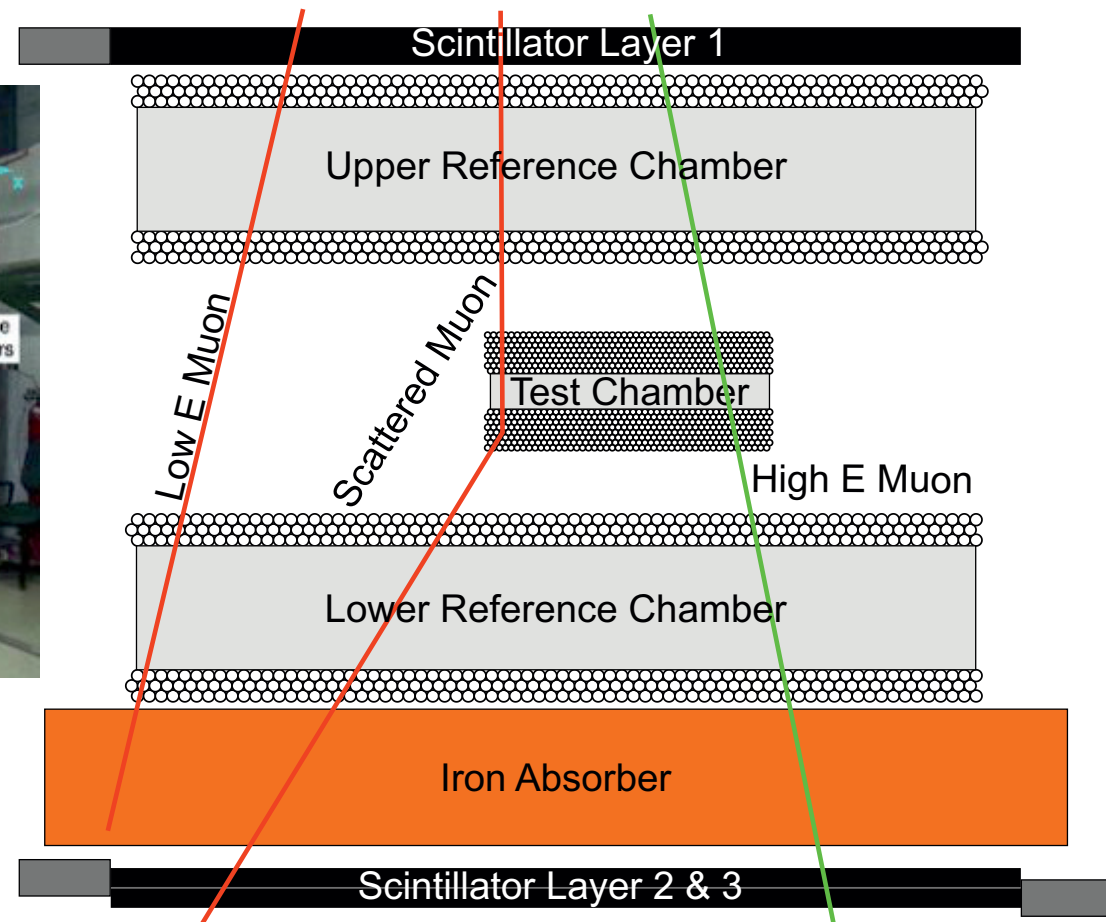 Scintillator Layer 1
Upper Reference Chamber
Low E Muon
Scattered Muon
Test Chamber
High E Muon
Lower Reference Chamber
Iron Absorber
Scintillator Layer 2 & 3